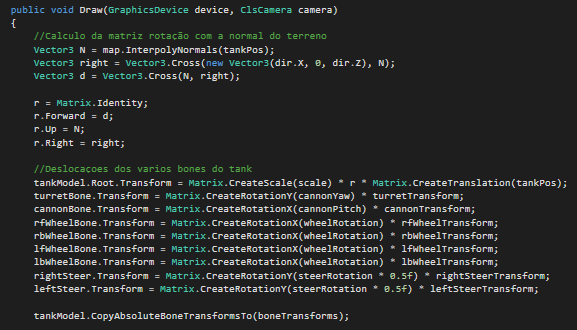 public void Draw(GraphicsDevice device, ClsCamera camera)
{
//Calculo da matriz rotação com a normal do terreno
Vector3 N = map.InterpolyNormals(tankPos);
Vector3 right = Vector3.Cross(new Vector3(dir.X, 0, dir.Z), N);
Vector3 d = Vector3.Cross(N, right);
r = Matrix.Identity;
r.Forward = d;
r.Up = N;
r.Right = right;
//Deslocaçoes dos varios bones do tank
tankModel.Root.Transform = Matrix.CreateScale(scale) * r * Matrix.CreateTranslation(tankPos);
turretBone.Transform = Matrix.CreateRotationY(cannonYaw) * turretTransform;
cannonBone.Transform = Matrix.CreateRotationX(cannonPitch) * cannonTransform;
rfWheelBone.Transform = Matrix.CreateRotationX(wheelRotation) * rfWheelTransform;
rbWheelBone.Transform = Matrix.CreateRotationX(wheelRotation) * rbWheelTransform;
lfWheelBone.Transform = Matrix.CreateRotationX(wheelRotation) * lfWheelTransform;
lbWheelBone.Transform = Matrix.CreateRotationX(wheelRotation) * lbWheelTransform;
rightSteer.Transform = Matrix.CreateRotationY(steerRotation * 0.5f) * rightSteerTransform;
leftSteer.Transform = Matrix.CreateRotationY(steerRotation * 0.5f) * leftSteerTransform;
tankModel.CopyAbsoluteBoneTransformsTo(boneTransforms);